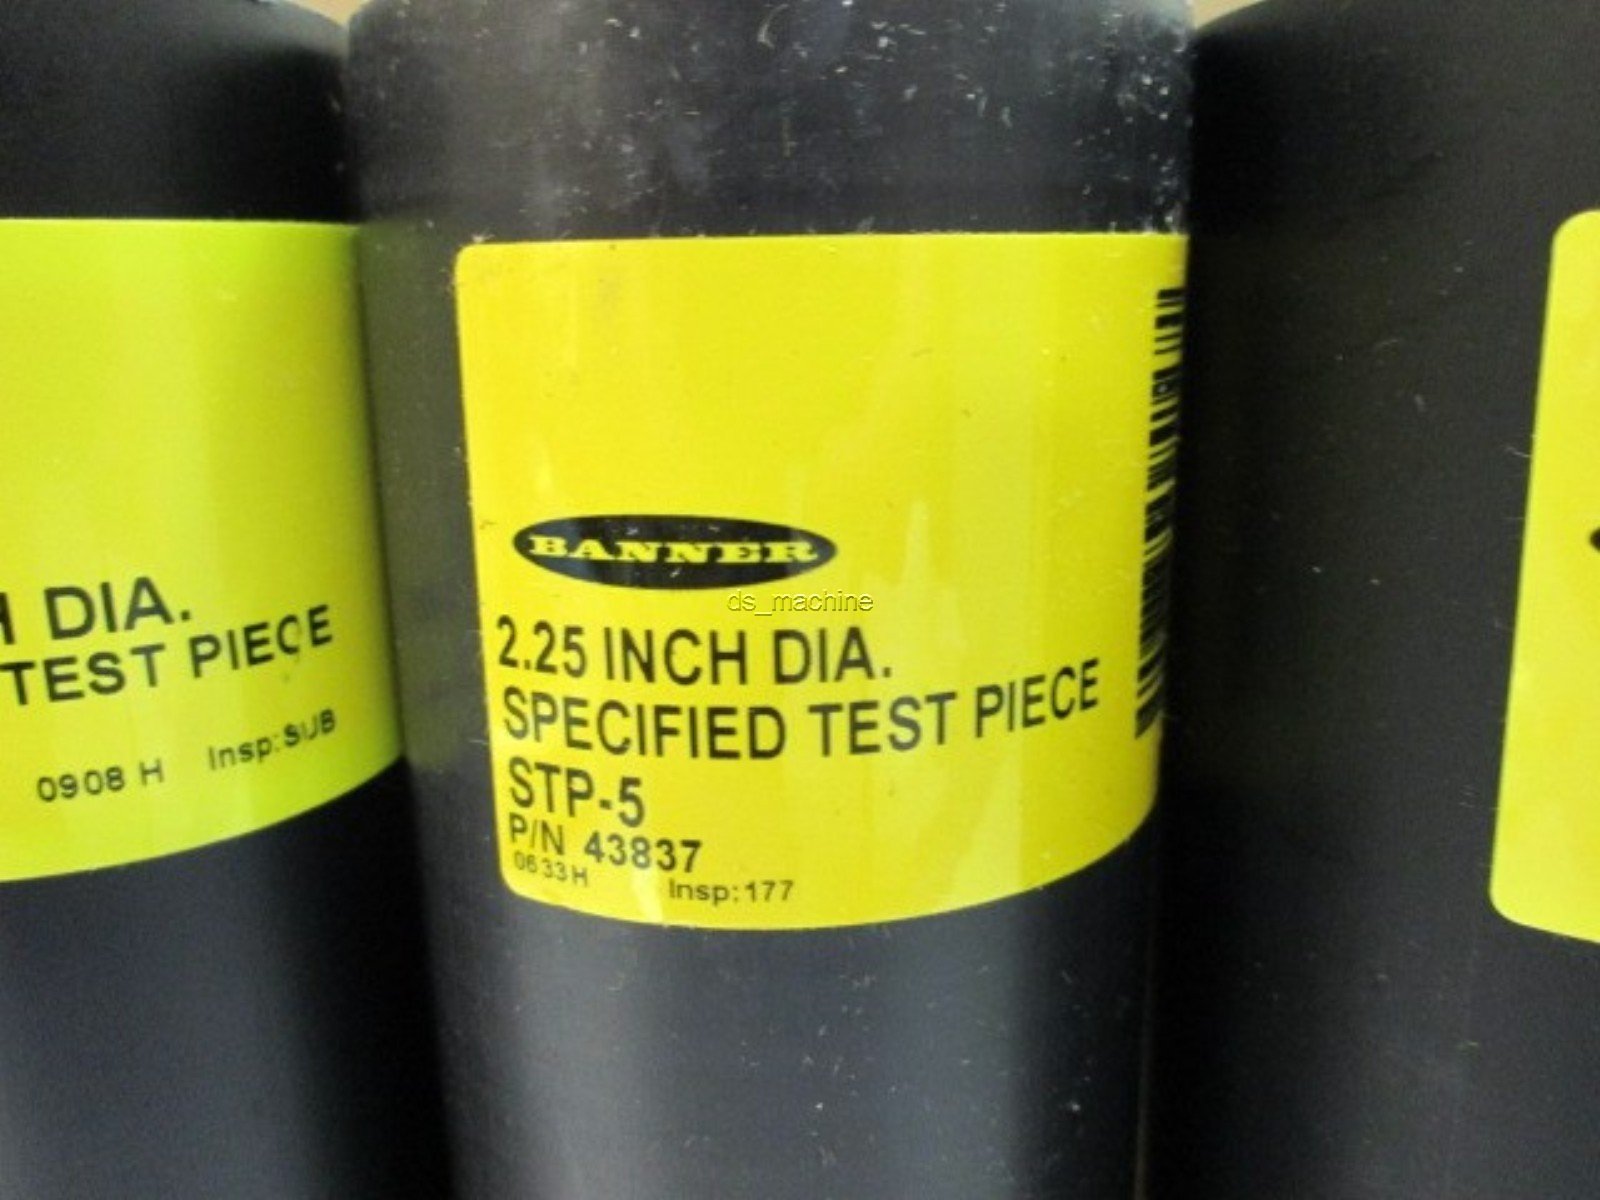 DIA.
TEST PIECE
0908 H Insp:SUB
BANNER
ds_machine
2.25 INCH DIA.
SPECIFIED TEST PIECE
STP-5
P/N 43837
0633H Insp:177